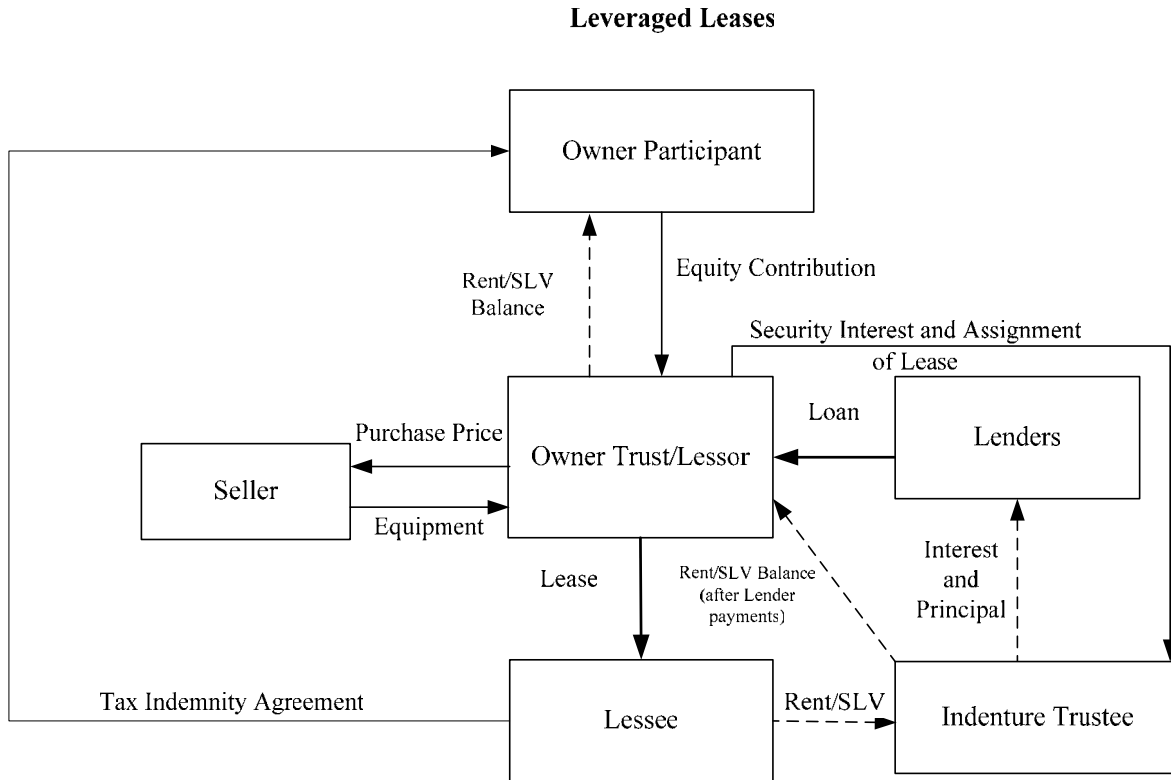 Leveraged Leases
Owner Participant
Rent/SLV
Balance
Equity Contribution
Security Interest and Assignment
of Lease
Purchase Price
Seller
Equipment
Owner Trust/Lessor
Loan
Lenders
Lease
Rent/SLV Balance
(after Lender
payments)
Interest
and
Principal
Tax Indemnity Agreement
Lessee
Rent/SLV
Indenture Trustee